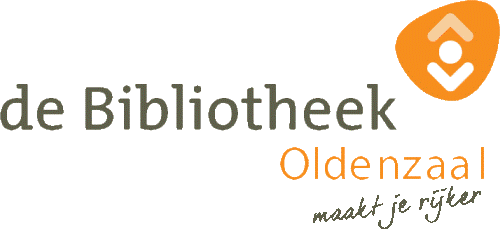 de Bibliotheek
Oldenzaal
maakt je rijker